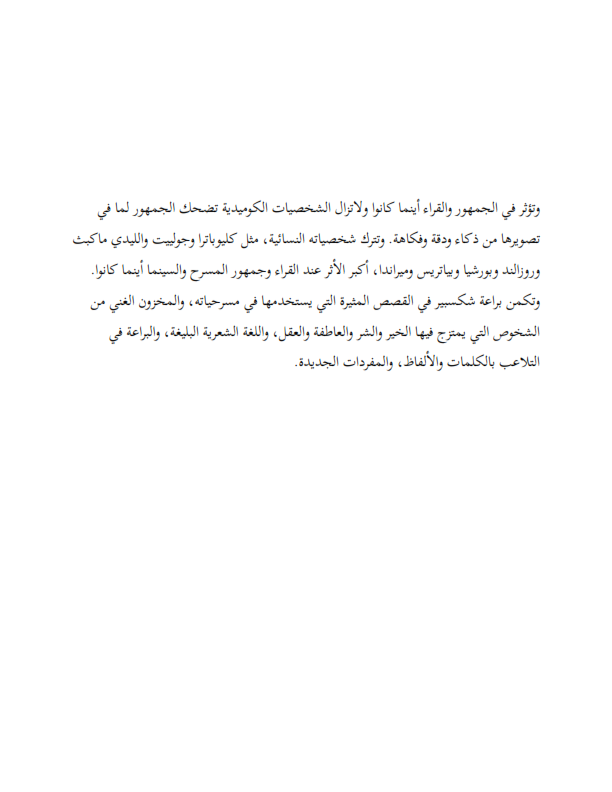 وتؤثر في الجمهور والقراء أينما كانوا ولاتزال الشخصيات الكوميدية تضحك الجمهور لما في
تصويرها من ذكاء ودقة وفكاهة. وتترك شخصياته النسائية، مثل كليوباترا وجولييت والليدي ماكبث
وروزالند وبورشيا وبياتريس وميراندا، أكبر الأثر عند القراء وجمهور المسرح والسينما أينما كانوا.
وتكمن براعة شكسبير في القصص المثيرة التي يستخدمها في مسرحياته، والمخزون الغني من
الشخوص التي يمتزج فيها الخير والشر والعاطفة والعقل، واللغة الشعرية البليغة، والبراعة في
التلاعب بالكلمات والألفاظ، والمفردات الجديدة.